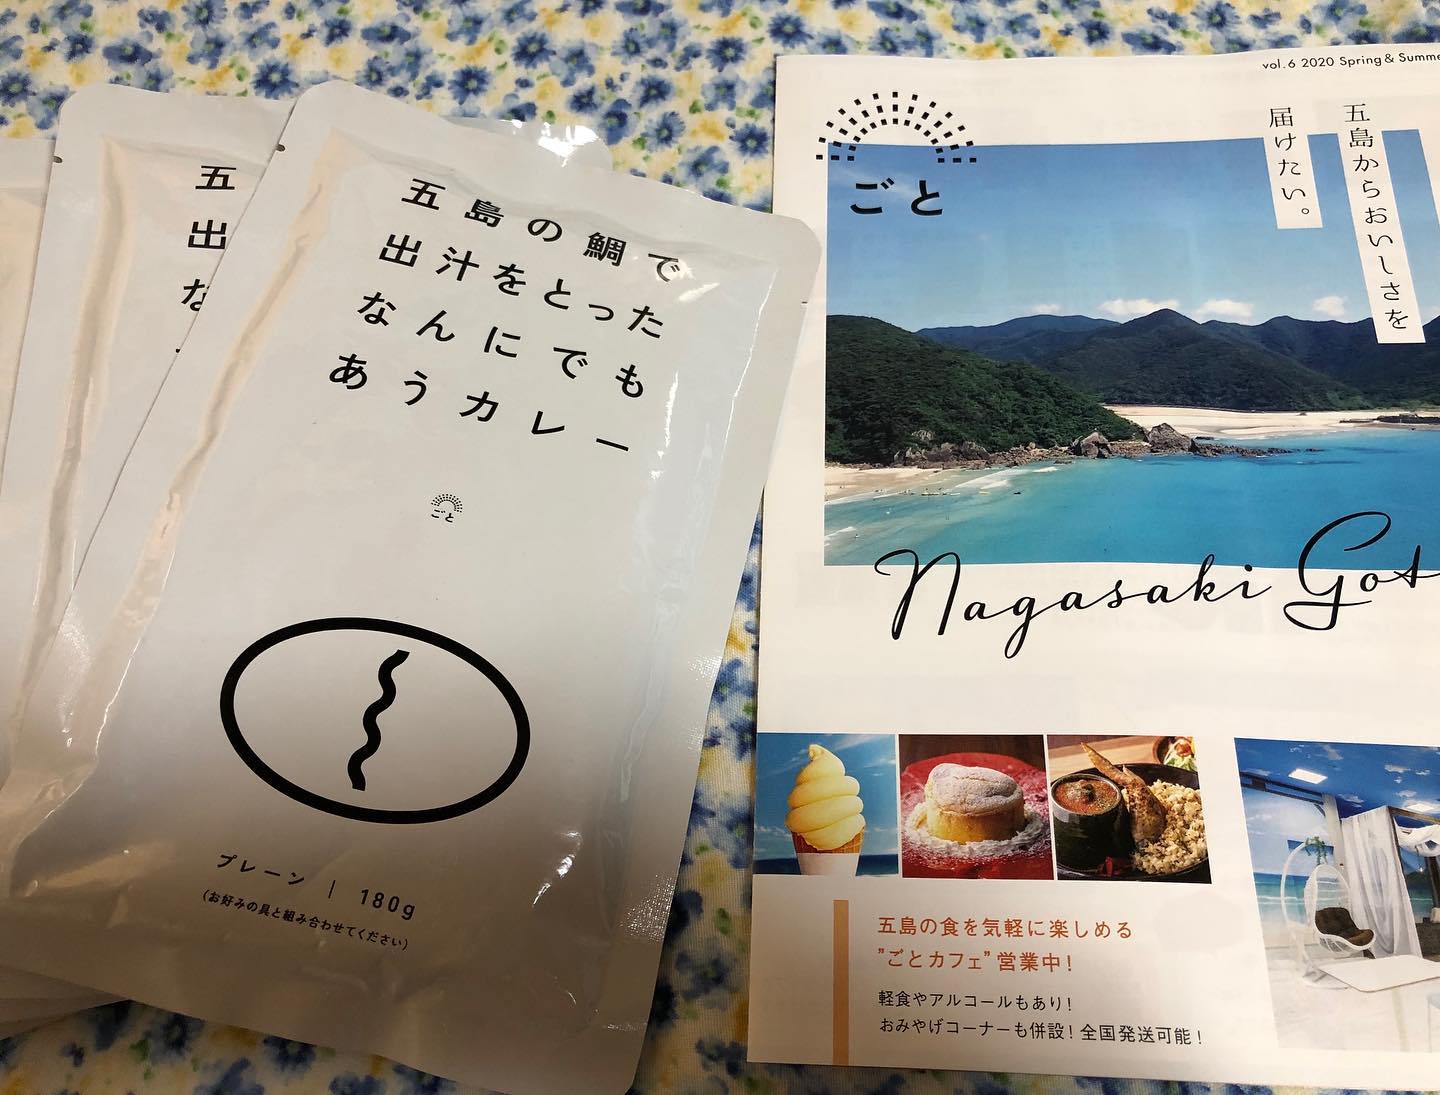 五
出
な
五島の鯛で
出汁をとった
なんにでも
あうカレー
ごと
プレーン | 180g
(お好みの具と組み合わせてください)
vol.6 2020 Spring & Summe
ごと
五島からおいしさを
届けたい。
Nagasaki Got
五島の食を気軽に楽しめる
"ごとカフェ"営業中!
軽食やアルコールもあり!
おみやげコーナーも併設!全国発送可能!